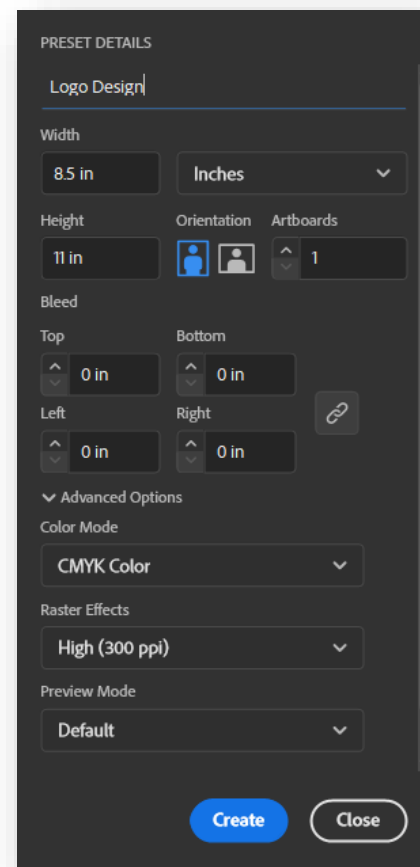 PRESET DETAILS
Logo Design
Width
8.5 in Inches
Height Orientation Artboards
11 in 1
Bleed
Top Bottom
0 in 0 in
Left Right
0 in 0 in
Advanced Options
Color Mode
CMYK Color
Raster Effects
High (300 ppi)
Preview Mode
Default
Create Close